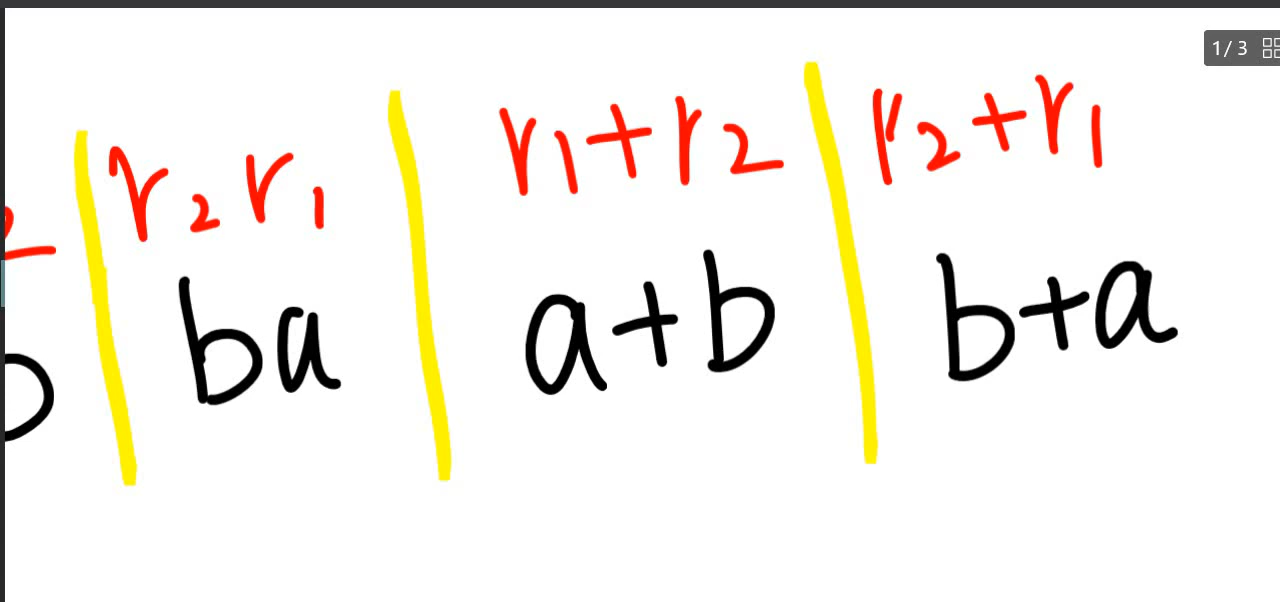 1/3
r₂r₁ r₁+r₂ r₂+r₁
ba a+b b+a